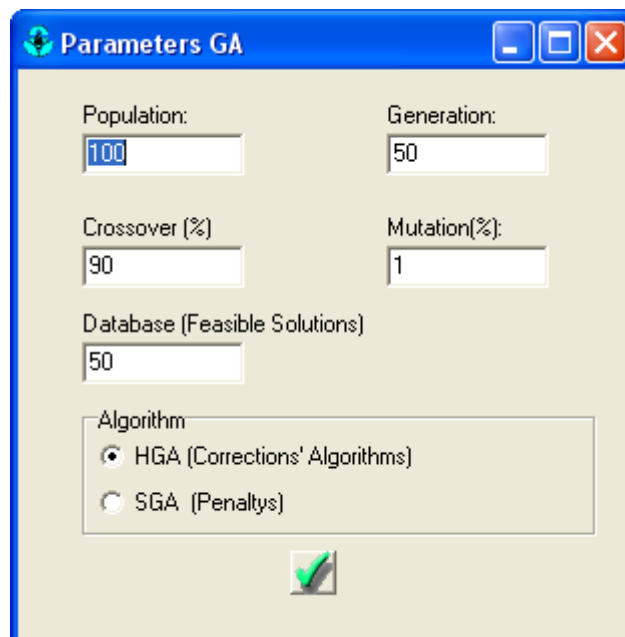 Parameters GA
Population: Generation:
100 50
Crossover (%) Mutation(%):
90 1
Database (Feasible Solutions)
50
Algorithm
HGA (Corrections' Algorithms)
SGA (Penaltys)